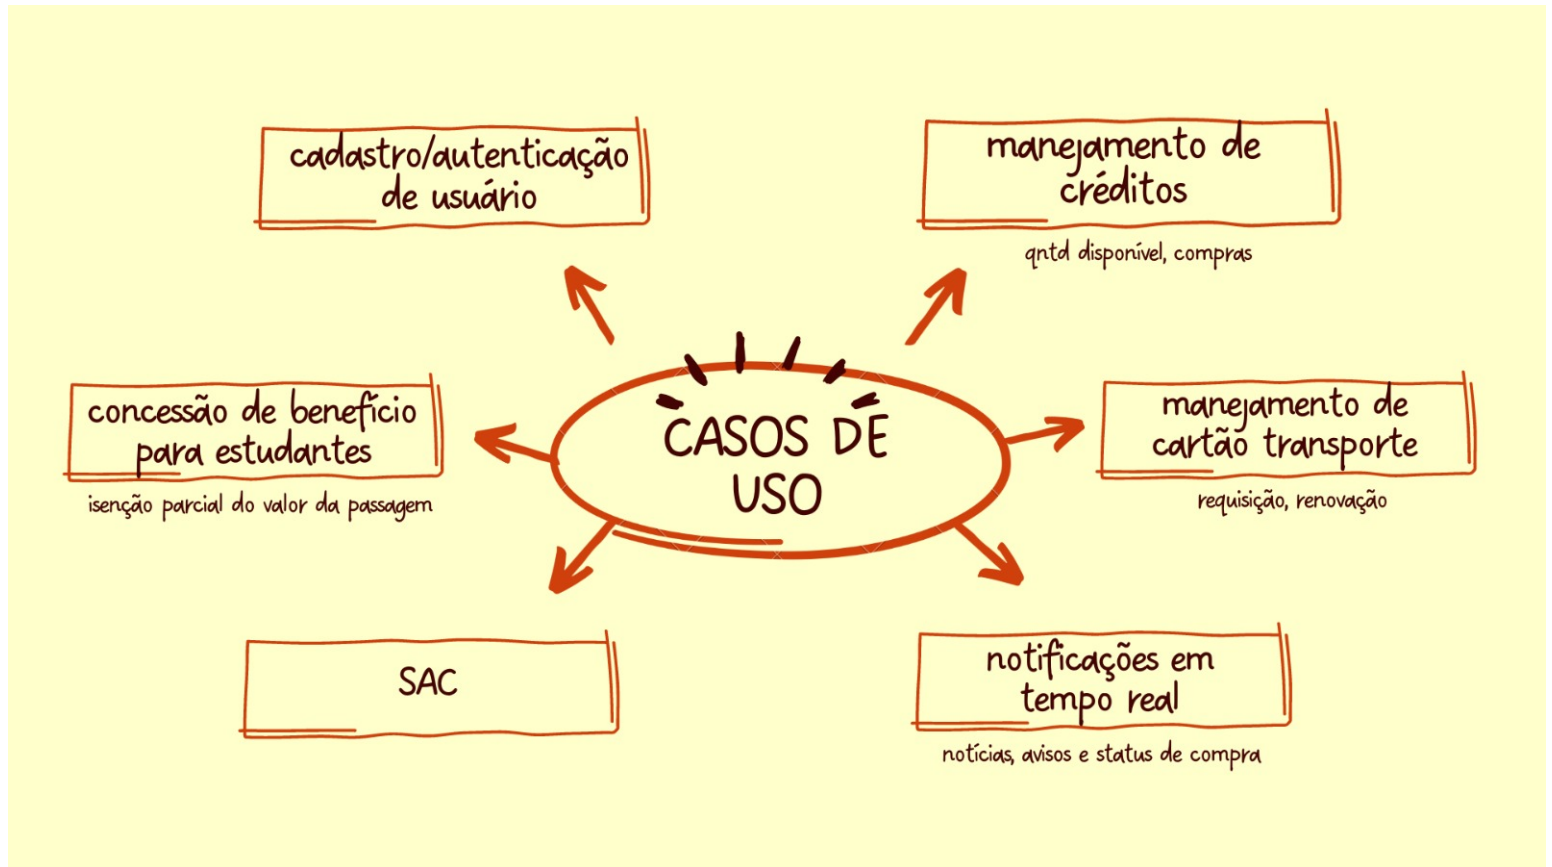 cadastro/autenticação
de usuário
manejamento de
créditos
qntd disponível, compras
concessão de benefício
para estudantes
isenção parcial do valor da passagem
CASOS DE
USO
manejamento de
cartão transporte
requisição, renovação
SAC
notificações em
tempo real
notícias, avisos e status de compra